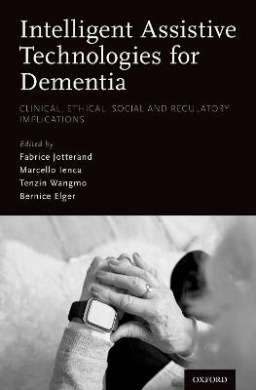 Intelligent Assistive
Technologies for
Dementia
CLINICAL, ETHICAL, SOCIAL AND REGULATORY
IMPLICATIONS
Edited by
Fabrice Jotterand
Marcello Ienca
Tenzin Wangmo
Bernice Elger
OXFORD